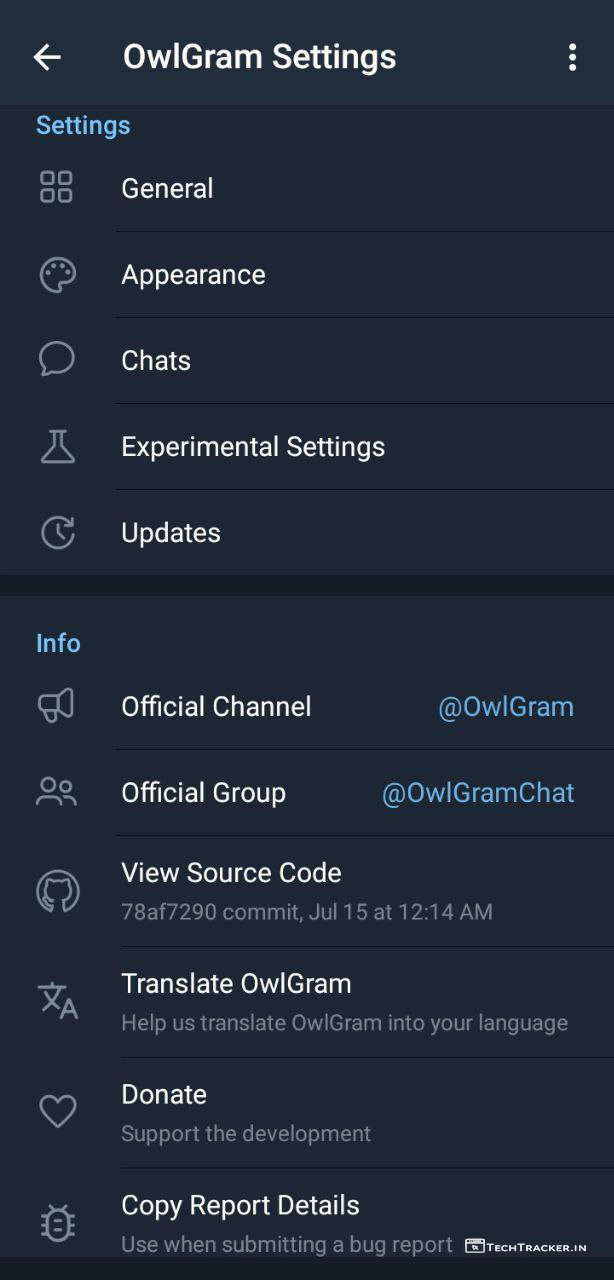 OwlGram Settings
Settings
General
Appearance
Chats
Experimental Settings
Updates
Info
Official Channel @OwlGram
Official Group @OwlGramChat
View Source Code
78af7290 commit, Jul 15 at 12:14 AM
Translate OwlGram
Help us translate OwlGram into your language
Donate
Support the development
Copy Report Details
Use when submitting a bug report TECHTRACKER.IN